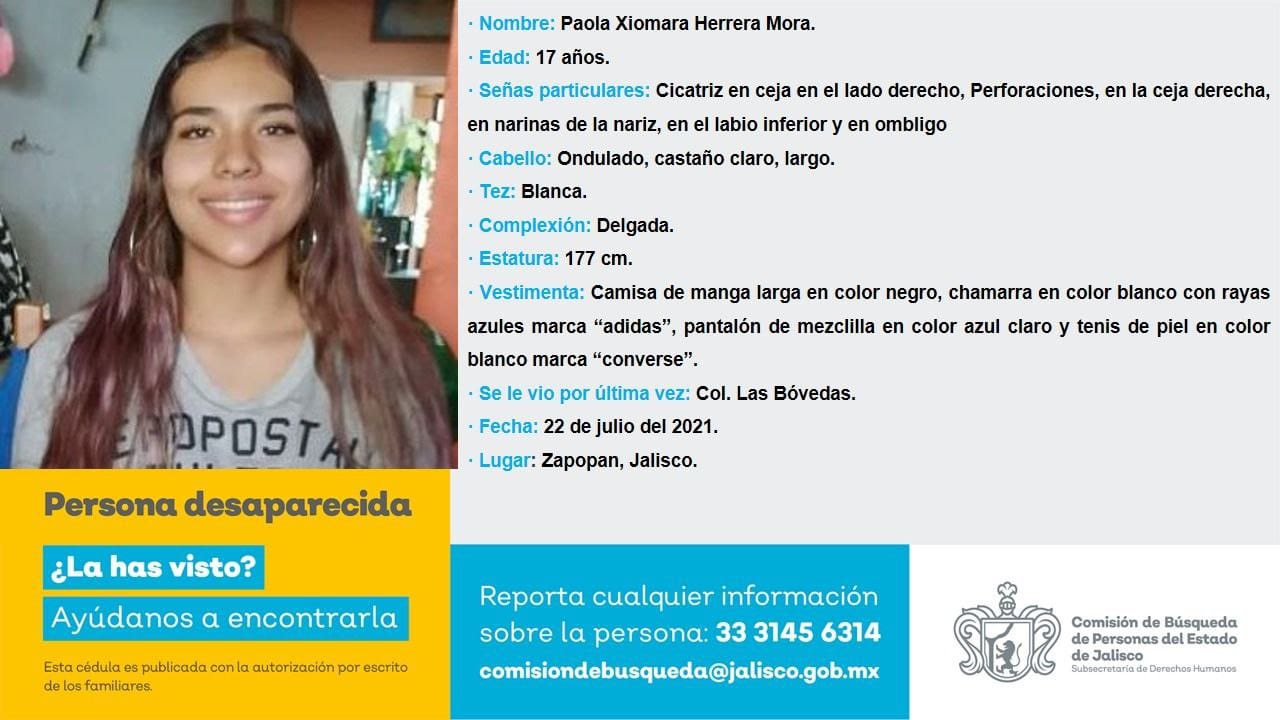 · Nombre: Paola Xiomara Herrera Mora.
· Edad: 17 años.
· Señas particulares: Cicatriz en ceja en el lado derecho, Perforaciones, en la ceja derecha,
en narinas de la nariz, en el labio inferior y en ombligo
· Cabello: Ondulado, castaño claro, largo.
· Tez: Blanca.
· Complexión: Delgada.
· Estatura: 177 cm.
· Vestimenta: Camisa de manga larga en color negro, chamarra en color blanco con rayas
azules marca “adidas”, pantalón de mezclilla en color azul claro y tenis de piel en color
blanco marca “converse”.
· Se le vio por última vez: Col. Las Bóvedas.
· Fecha: 22 de julio del 2021.
· Lugar: Zapopan, Jalisco.
Persona desaparecida
¿La has visto?
Ayúdanos a encontrarla
Esta cédula es publicada con la autorización por escrito
de los familiares.
Reporta cualquier información
sobre la persona: 33 3145 6314
comisiondebusqueda@jalisco.gob.mx
Comisión de Búsqueda
de Personas del Estado
de Jalisco
Subsecretaría de Derechos Humanos